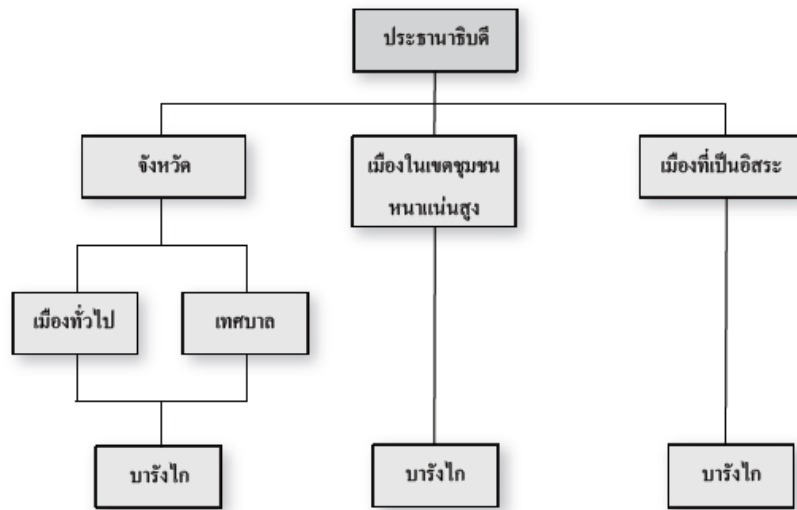 ประธานาธิบดี
จังหวัด
เมืองในเขตชุมชน
หนาแน่นสูง
เมืองที่เป็นอิสระ
เมืองทั่วไป
เทศบาล
บารังไก
บารังไก
บารังไก